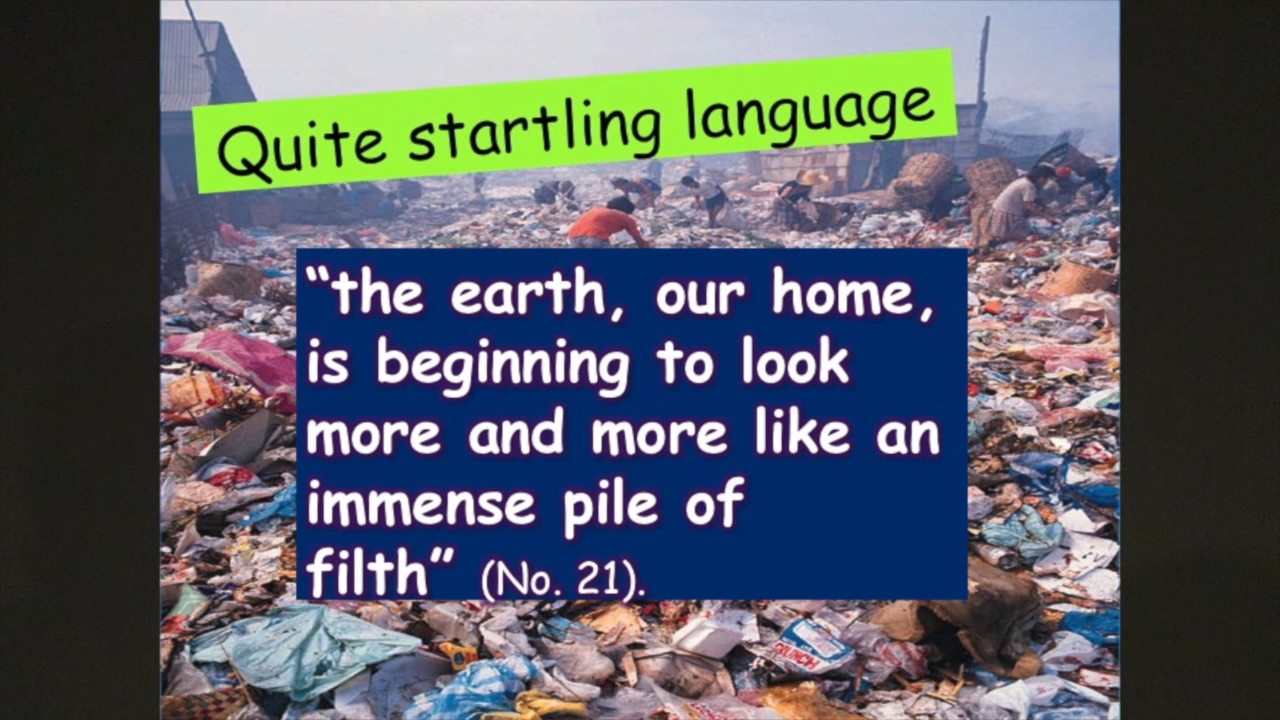 Quite startling language
“the earth, our home,
is beginning to look
more and more like an
immense pile of
filth” (No. 21).
CRUNCH